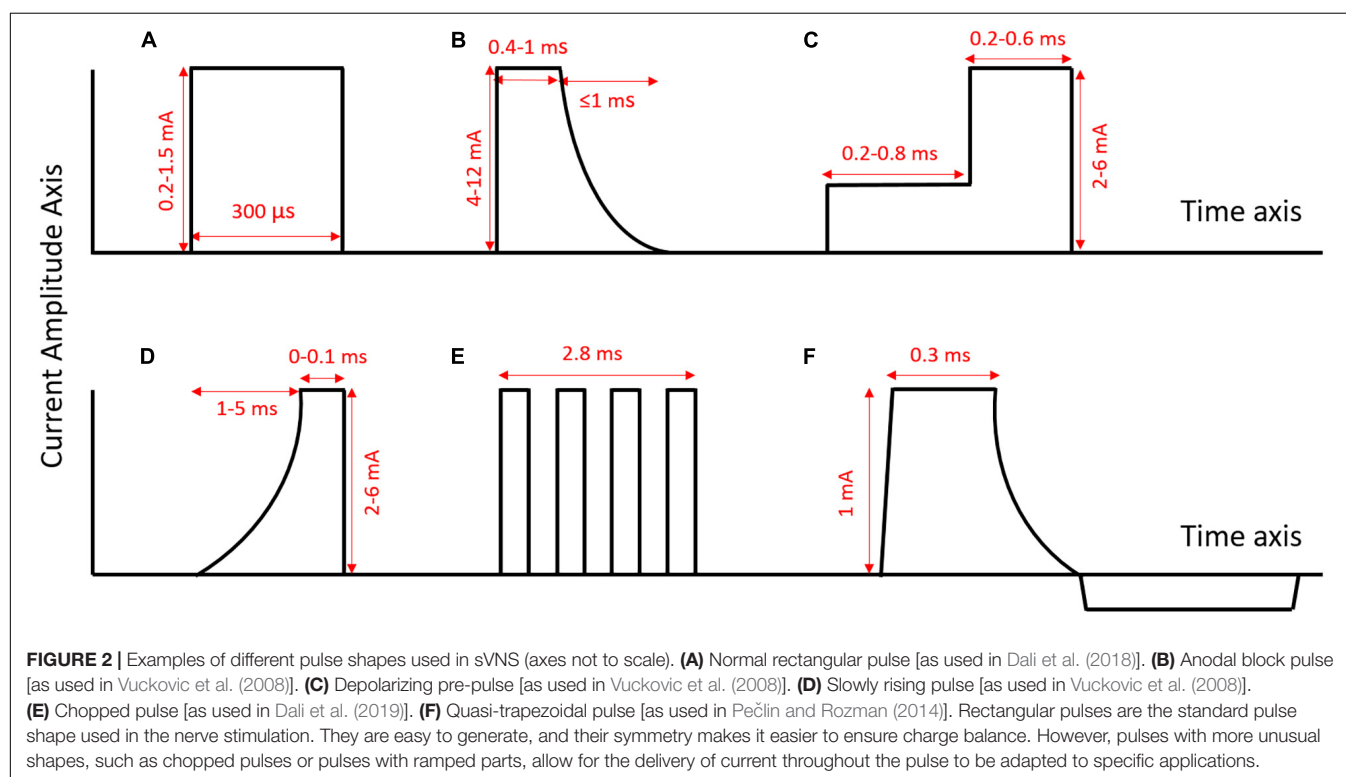 A
B
C
0.2-1.5 mA
300 µs
0.4-1 ms
≤1 ms
4-12 mA
0.2-0.6 ms
0.2-0.8 ms
2-6 mA
Time axis
Current Amplitude Axis
D
E
F
0-0.1 ms
1-5 ms
2-6 mA
2.8 ms
0.3 ms
1 mA
Time axis
FIGURE 2 | Examples of different pulse shapes used in sVNS (axes not to scale). (A) Normal rectangular pulse [as used in Dali et al. (2018)]. (B) Anodal block pulse
[as used in Vuckovic et al. (2008)]. (C) Depolarizing pre-pulse [as used in Vuckovic et al. (2008)]. (D) Slowly rising pulse [as used in Vuckovic et al. (2008)].
(E) Chopped pulse [as used in Dali et al. (2019)]. (F) Quasi-trapezoidal pulse [as used in Pečlin and Rozman (2014)]. Rectangular pulses are the standard pulse
shape used in the nerve stimulation. They are easy to generate, and their symmetry makes it easier to ensure charge balance. However, pulses with more unusual
shapes, such as chopped pulses or pulses with ramped parts, allow for the delivery of current throughout the pulse to be adapted to specific applications.